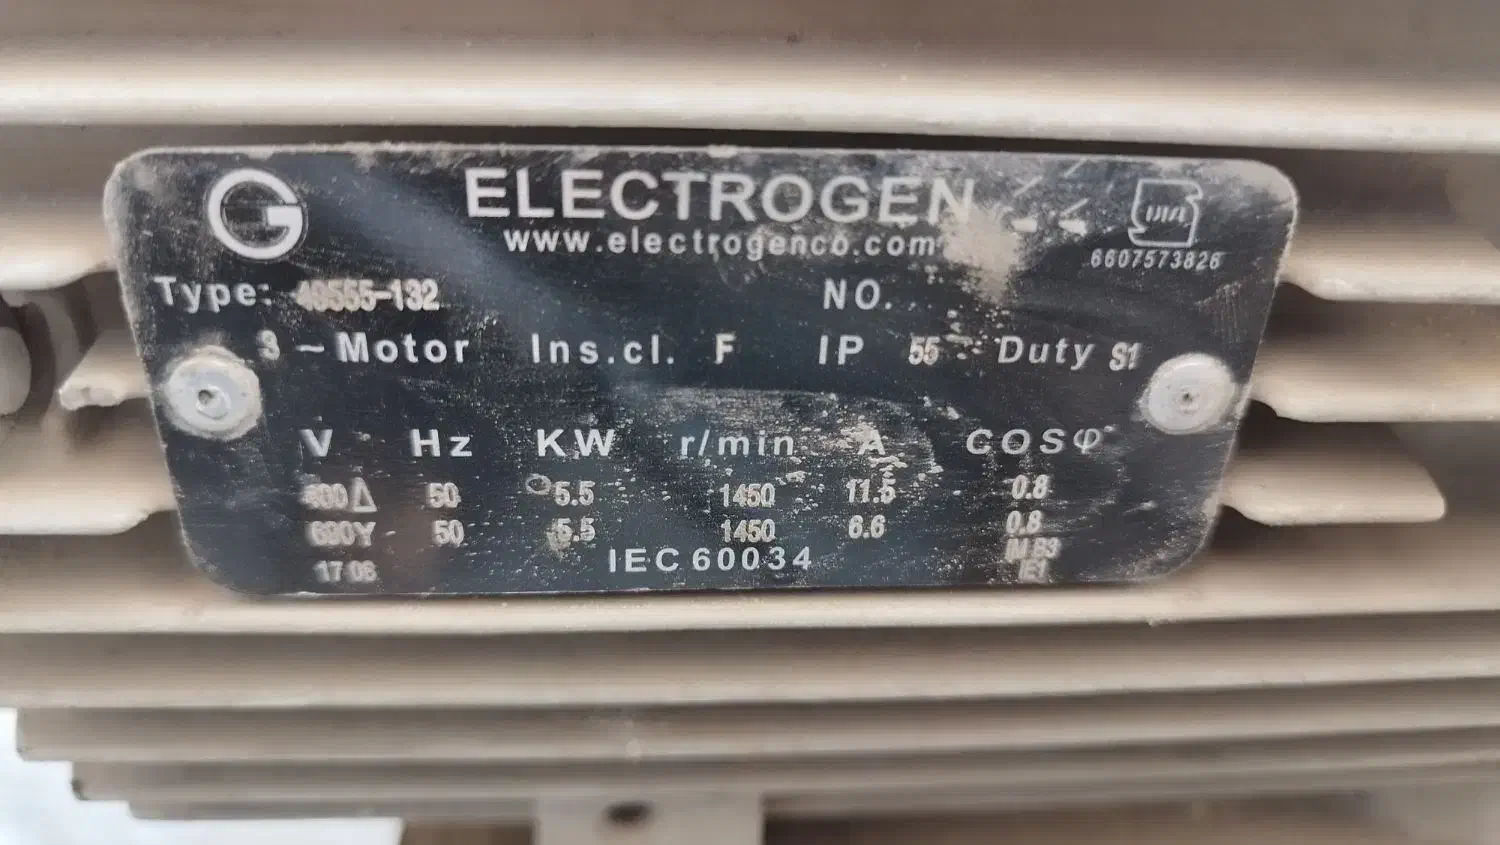 G ELECTROGEN
www.electrogenco.com
6607573826
Type: 40555-132 NO.
3 ~ Motor Ins.cl. F IP 55 Duty S1
V Hz KW r/min A COSφ
400Δ 50 5.5 1450 11.5 0.8
690Y 50 5.5 1450 6.6 0.8
17 08 IEC 60034 IM B3
IE1